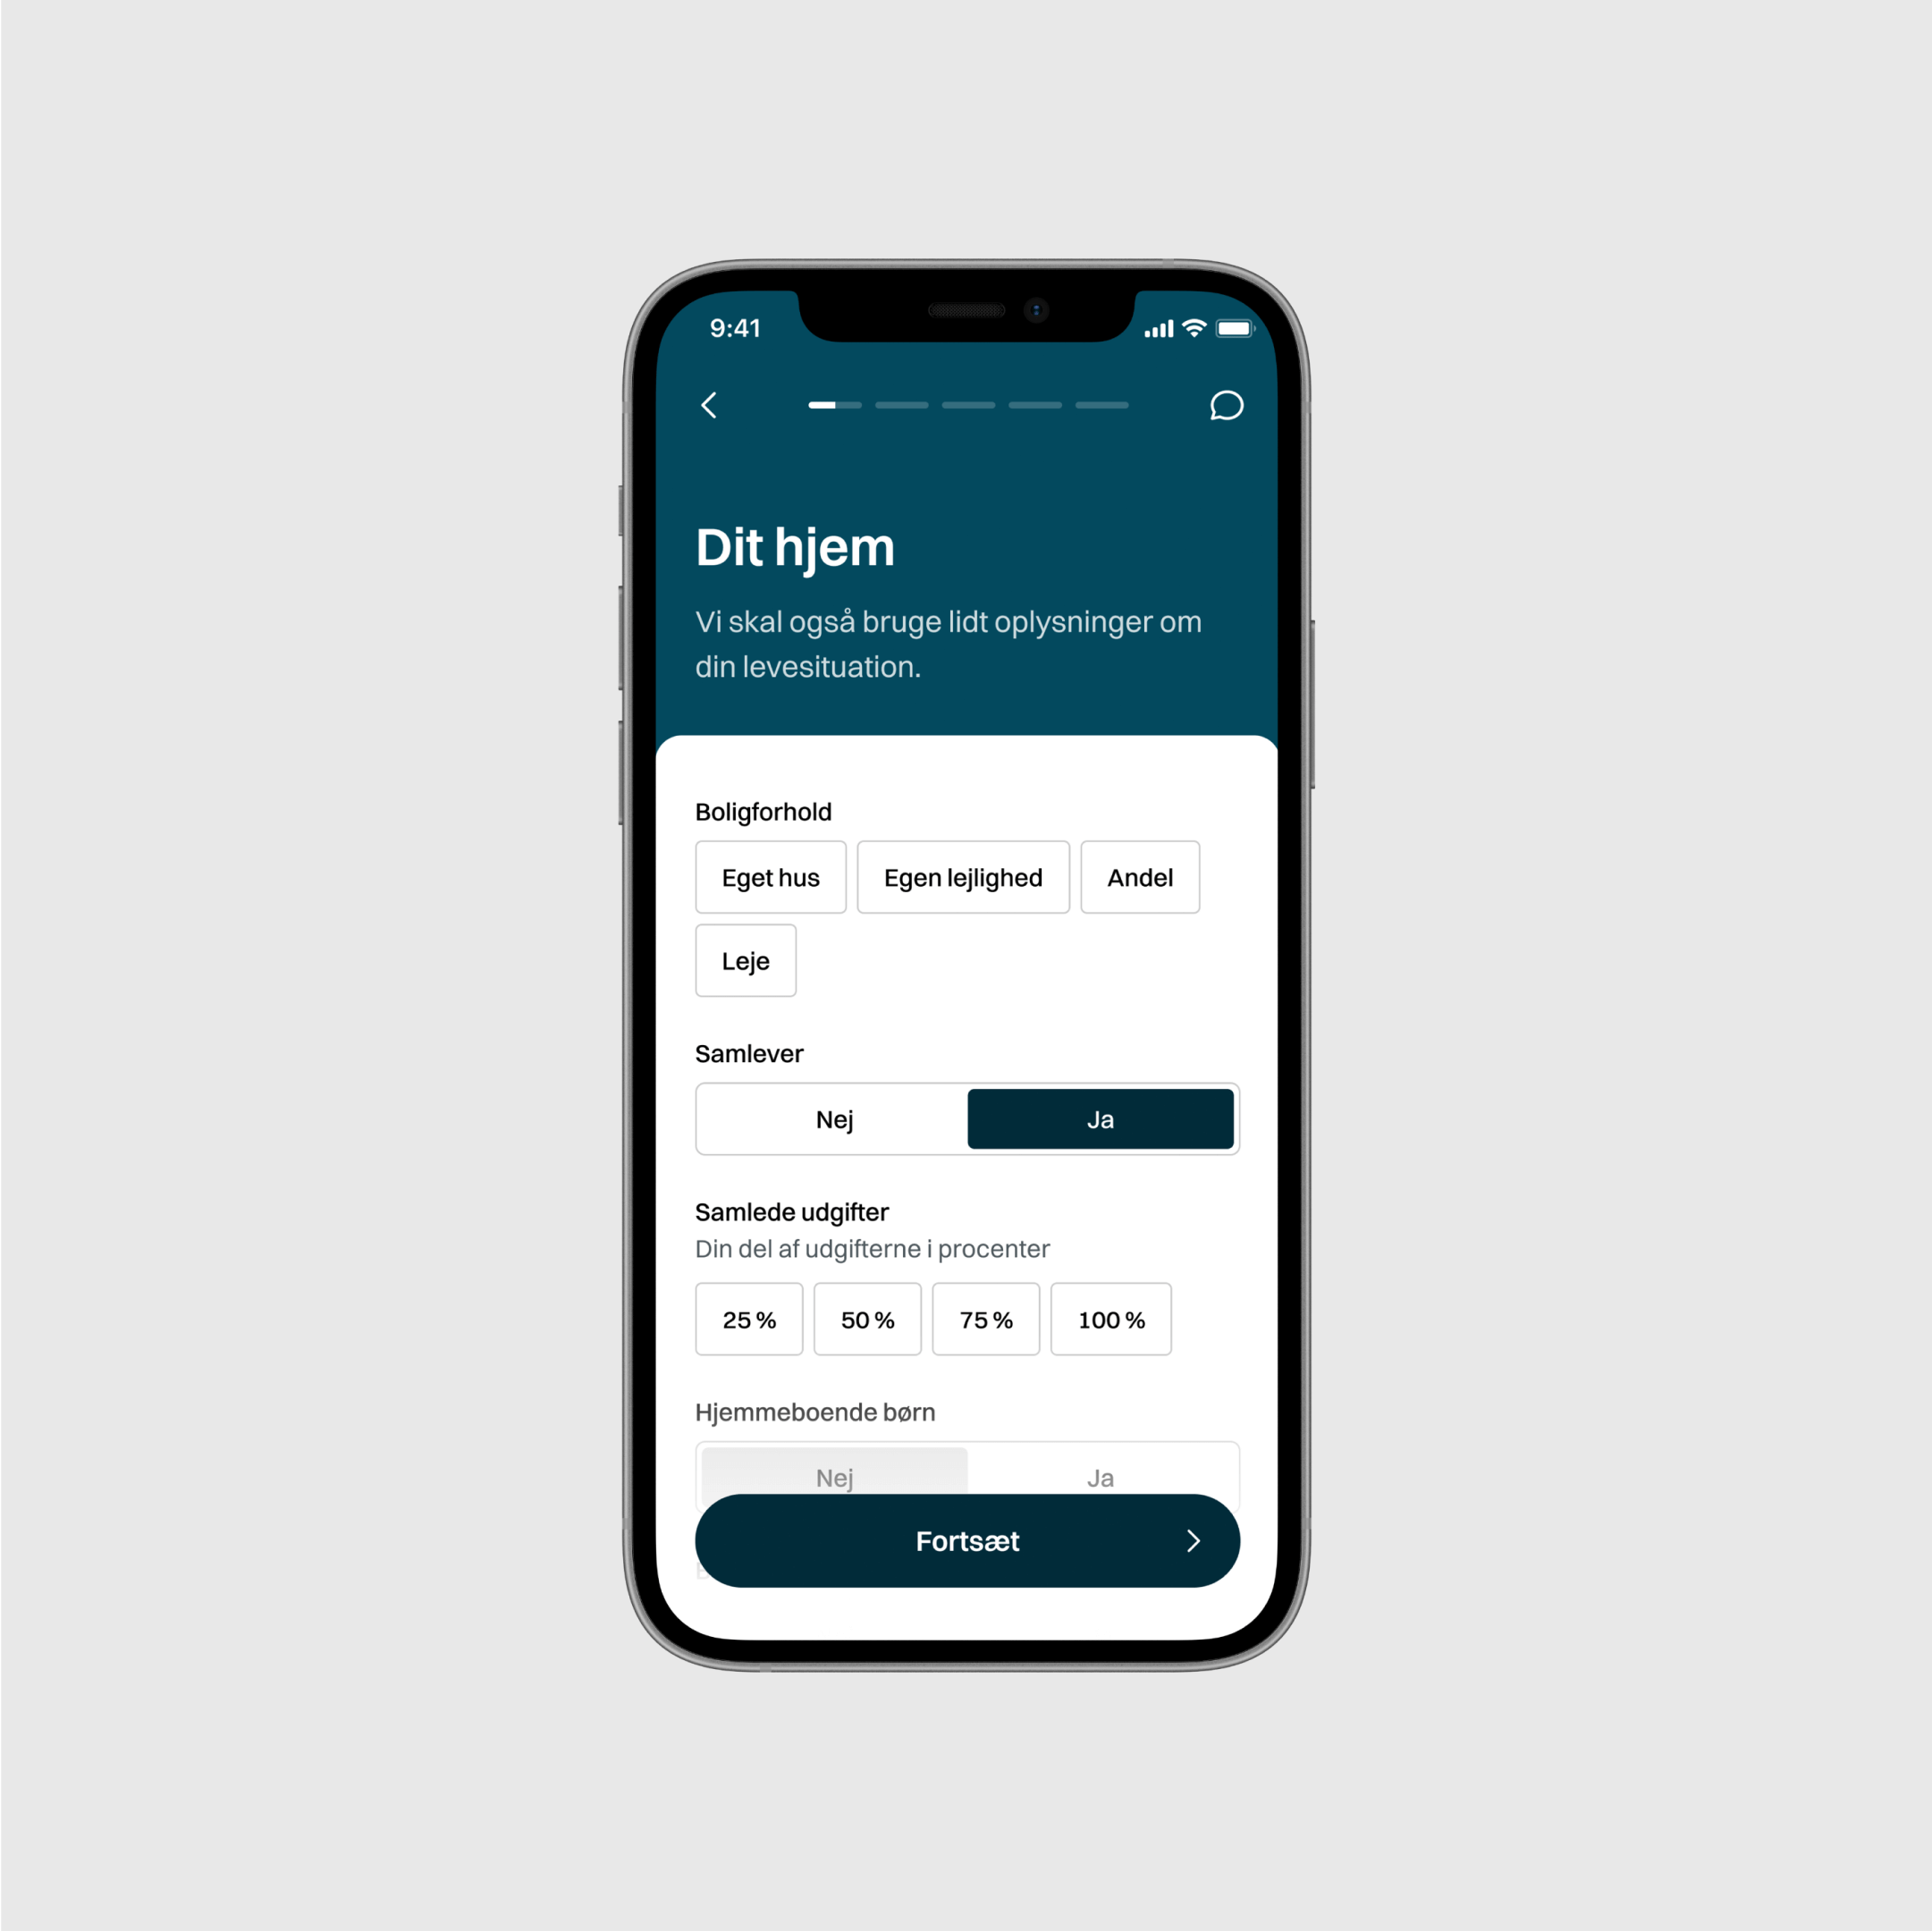 9:41
Dit hjem
Vi skal også bruge lidt oplysninger om
din levesituation.
Boligforhold
Eget hus
Egen lejlighed
Andel
Leje
Samlever
Nej
Ja
Samlede udgifter
Din del af udgifterne i procenter
25 %
50 %
75 %
100 %
Hjemmeboende børn
Nej
Ja
Fortsæt